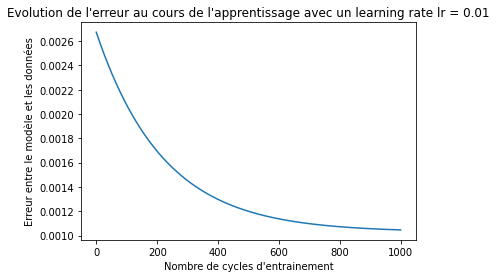 Evolution de l'erreur au cours de l'apprentissage avec un learning rate lr = 0.01
Erreur entre le modèle et les données
0.0026
0.0024
0.0022
0.0020
0.0018
0.0016
0.0014
0.0012
0.0010
0 200 400 600 800 1000
Nombre de cycles d'entrainement